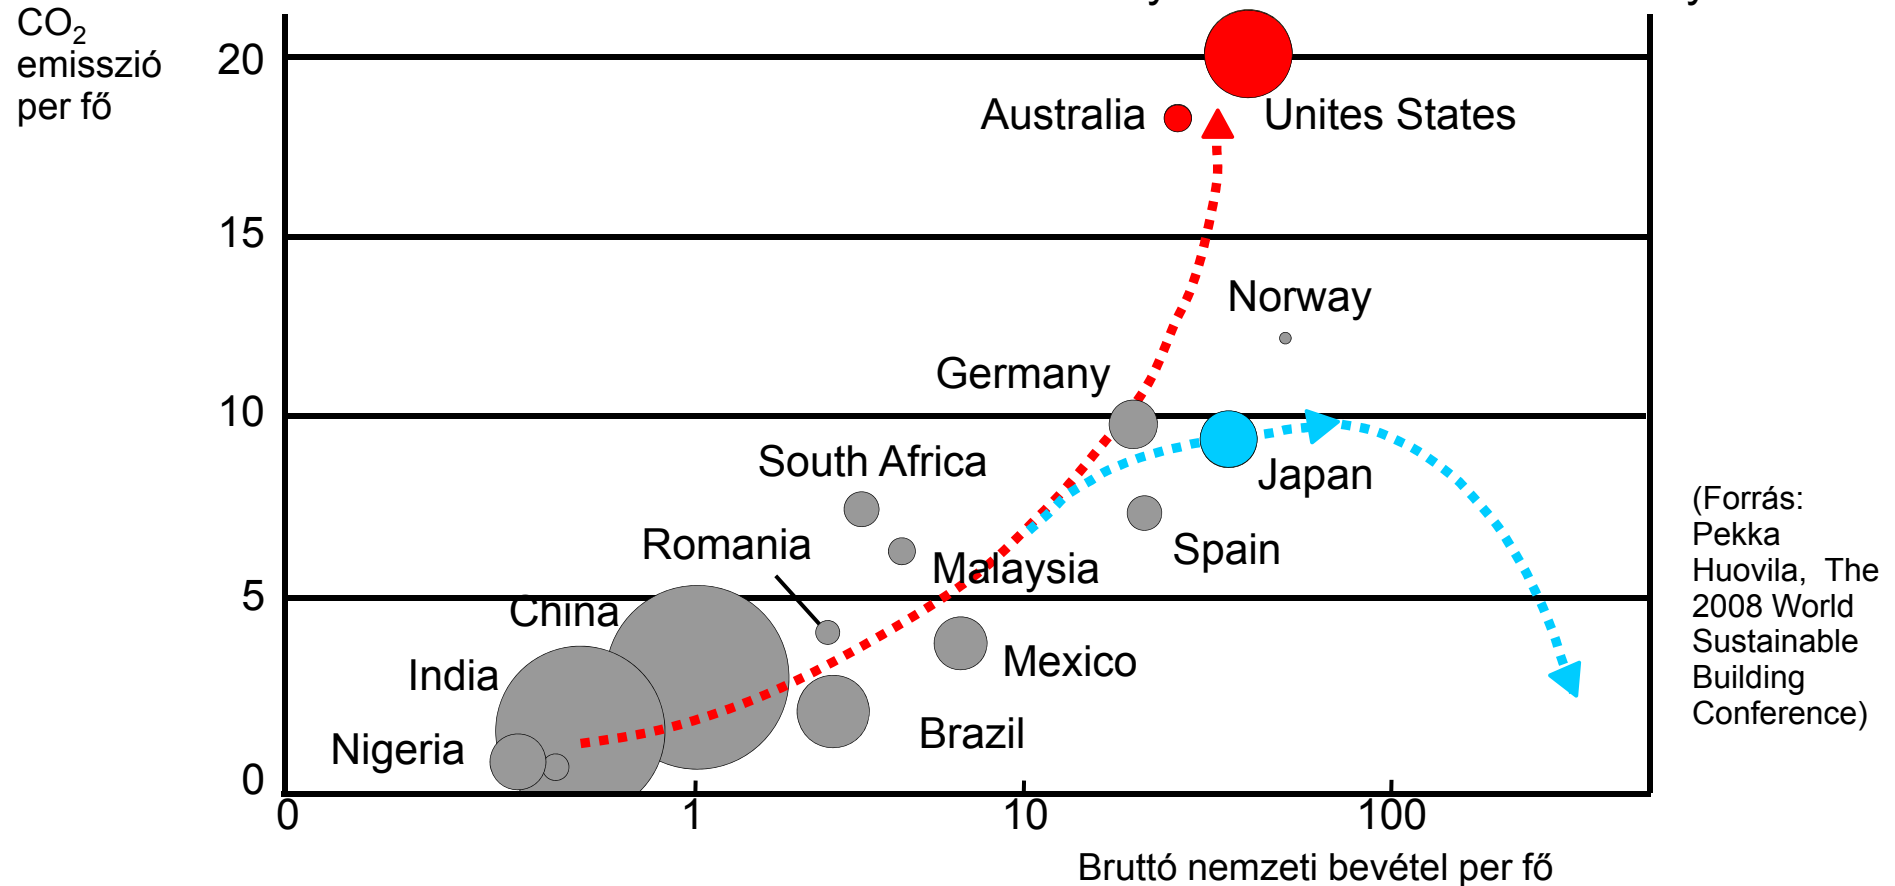 CO₂
emisszió
per fő
20
15
10
5
0
Australia
Unites States
Norway
Germany
South Africa
Japan
Romania
Malaysia
Spain
China
India
Mexico
Nigeria
Brazil
0 1 10 100
Bruttó nemzeti bevétel per fő
(Forrás:
Pekka
Huovila, The
2008 World
Sustainable
Building
Conference)